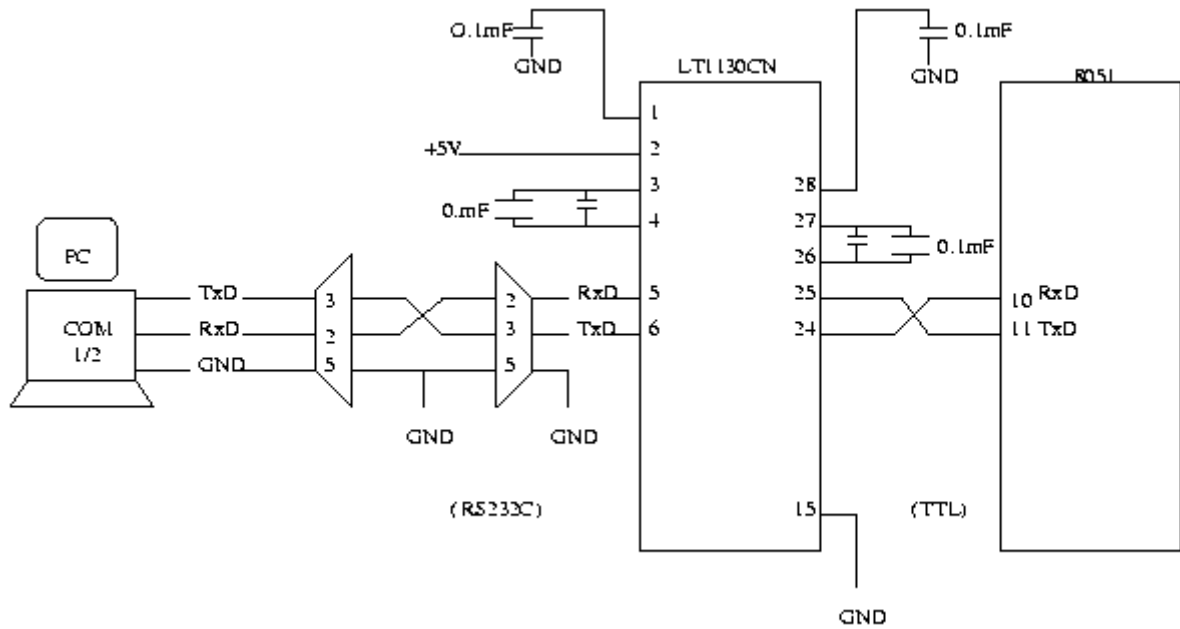 0.1mF
GND
LT1130CN
0.1mF
GND
8051
1
+5V
2
3
28
0.mF
4
27
26
0.1mF
PC
TxD
3
2
RxD
5
25
10 RxD
COM
1/2
RxD
2
3
TxD
6
24
11 TxD
GND
5
5
GND
GND
(RS232C)
15
(TTL)
GND